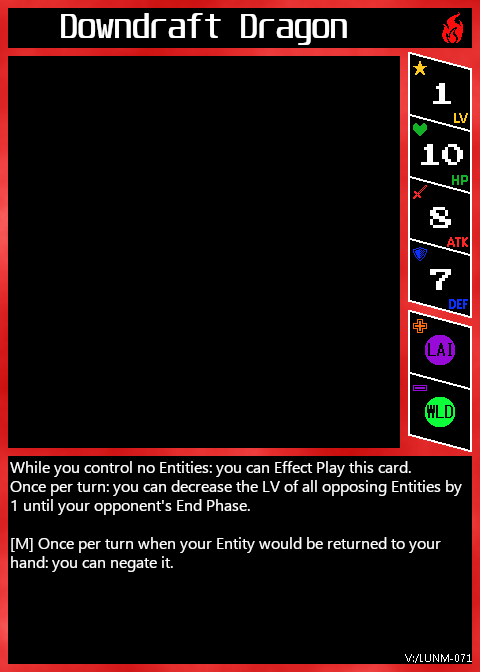 Downdraft Dragon
1
LV
10
HP
8
ATK
7
DEF
LAI
WLD
While you control no Entities: you can Effect Play this card.
Once per turn: you can decrease the LV of all opposing Entities by
1 until your opponent's End Phase.
[M] Once per turn when your Entity would be returned to your
hand: you can negate it.
V:/LUNM-071